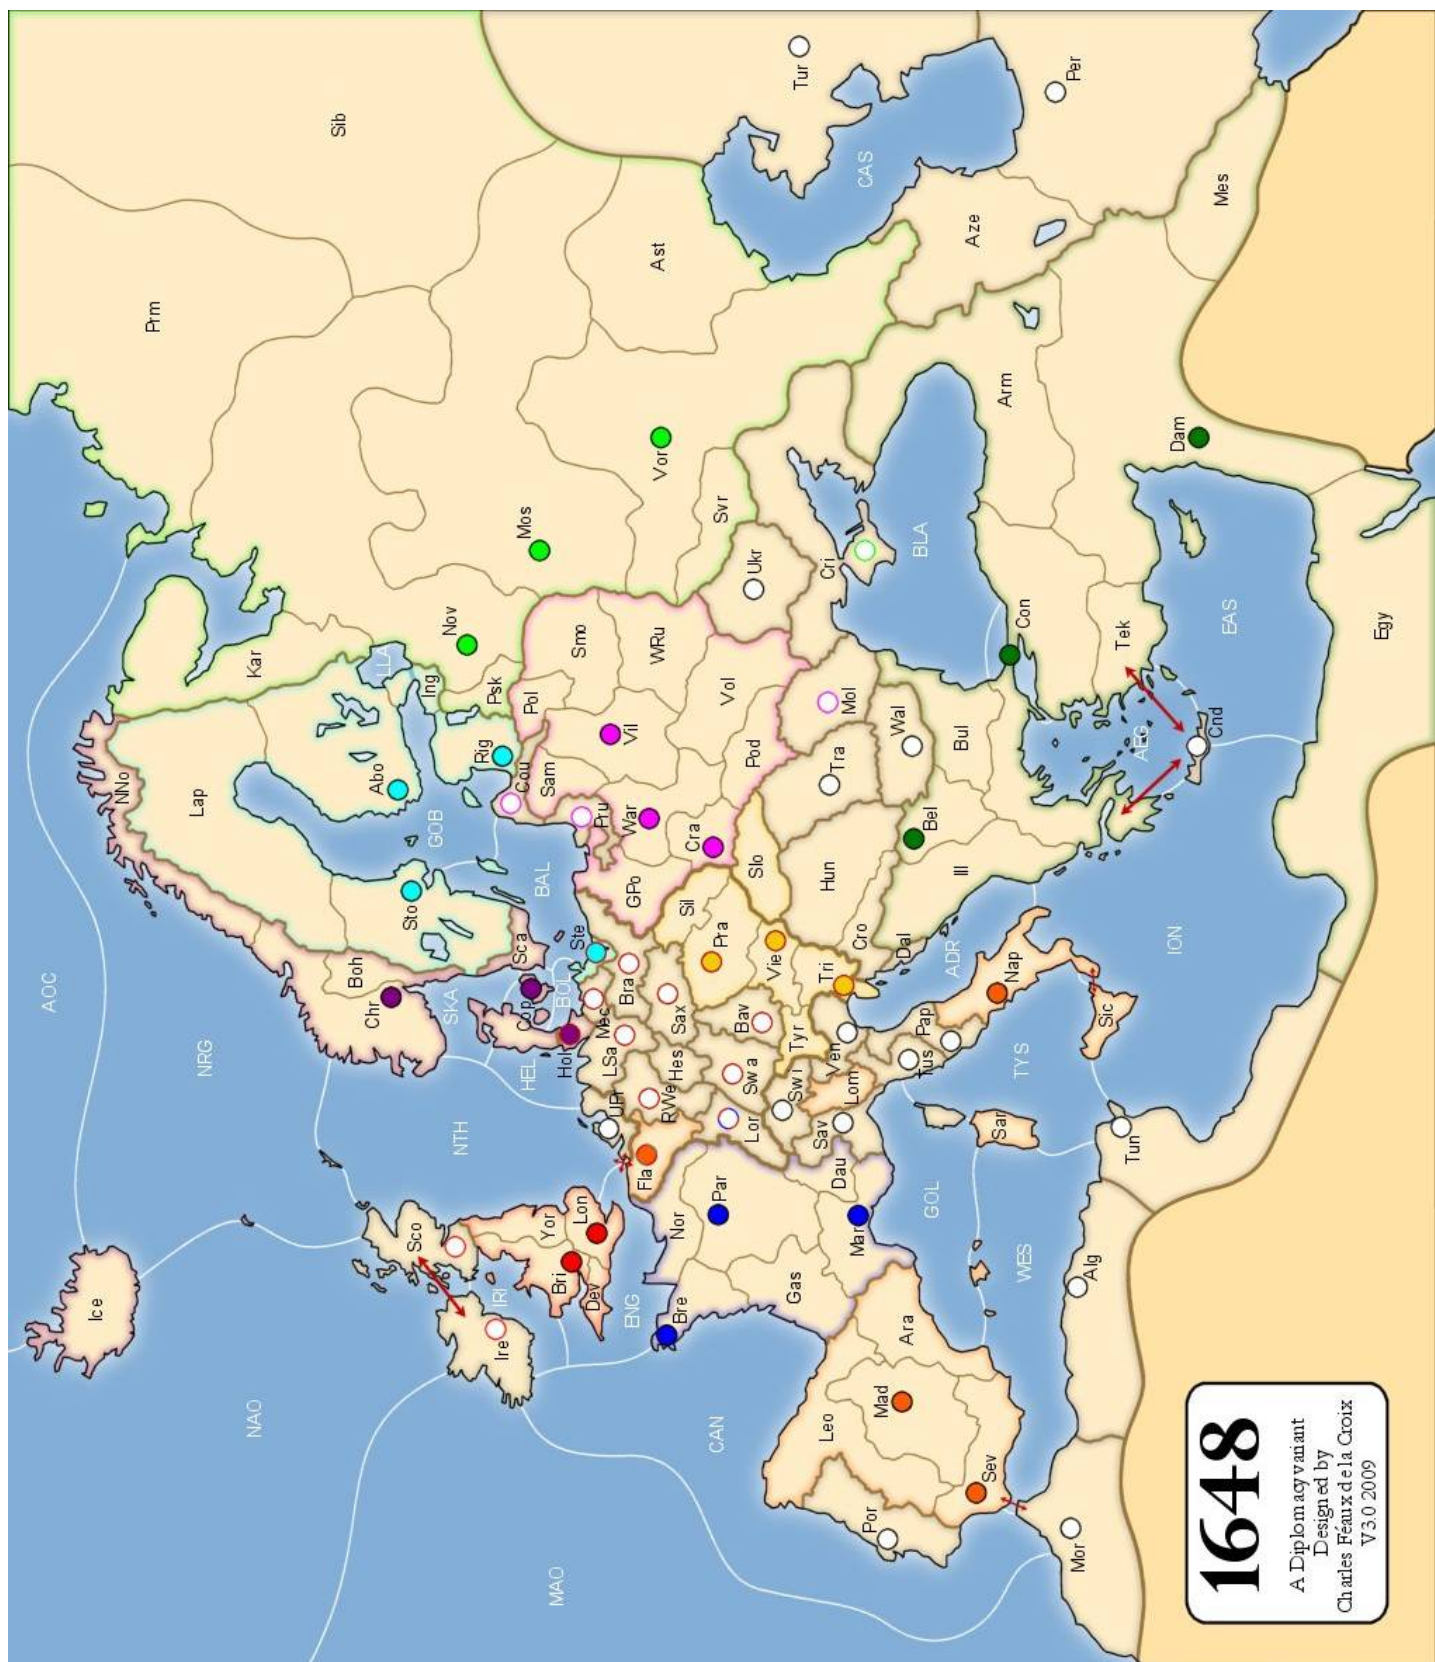 AOC
Ice
NNo
Prm
Lap
NRG
NAO
Kar
Sib
Boh
Chr
Abo
Sto
Sco
LLA
GOB
Ing
Nov
SKA
NTH
Rig
Psk
IRI
Ire
Cou
Sca
Cop
HEL
Mos
Pol
Sam
BAL
Yor
MAO
Bri
BOL
Hol
Ste
Smo
Lon
Dev
Pru
Mec
LSa
UPr
War
Vil
Bra
GPo
ENG
Fla
WRu
Ast
Vor
RWe
Hes
Sax
Bre
Nor
Sil
Cra
CAN
Par
Pra
Svr
Vol
Bav
Swa
Lor
Pod
Ukr
Slo
Vie
Gas
Swi
Tyr
Tur
Sav
Tri
Cri
Leo
Hun
Ven
Dau
Tra
Mol
Lom
Mar
Cro
CAS
Por
Mad
Wal
Dal
Ara
BLA
Bel
Tus
Pap
GOL
ADR
Ill
Bul
Aze
Sev
Sar
Arm
Nap
Con
TYS
WES
Per
Mor
Alg
Sic
Tek
Tun
AEG
ION
Dam
Cnd
Mes
EAS
Egy
1648
A Diplomacy variant
Designed by
Charles Féaux de la Croix
V3.0 2009